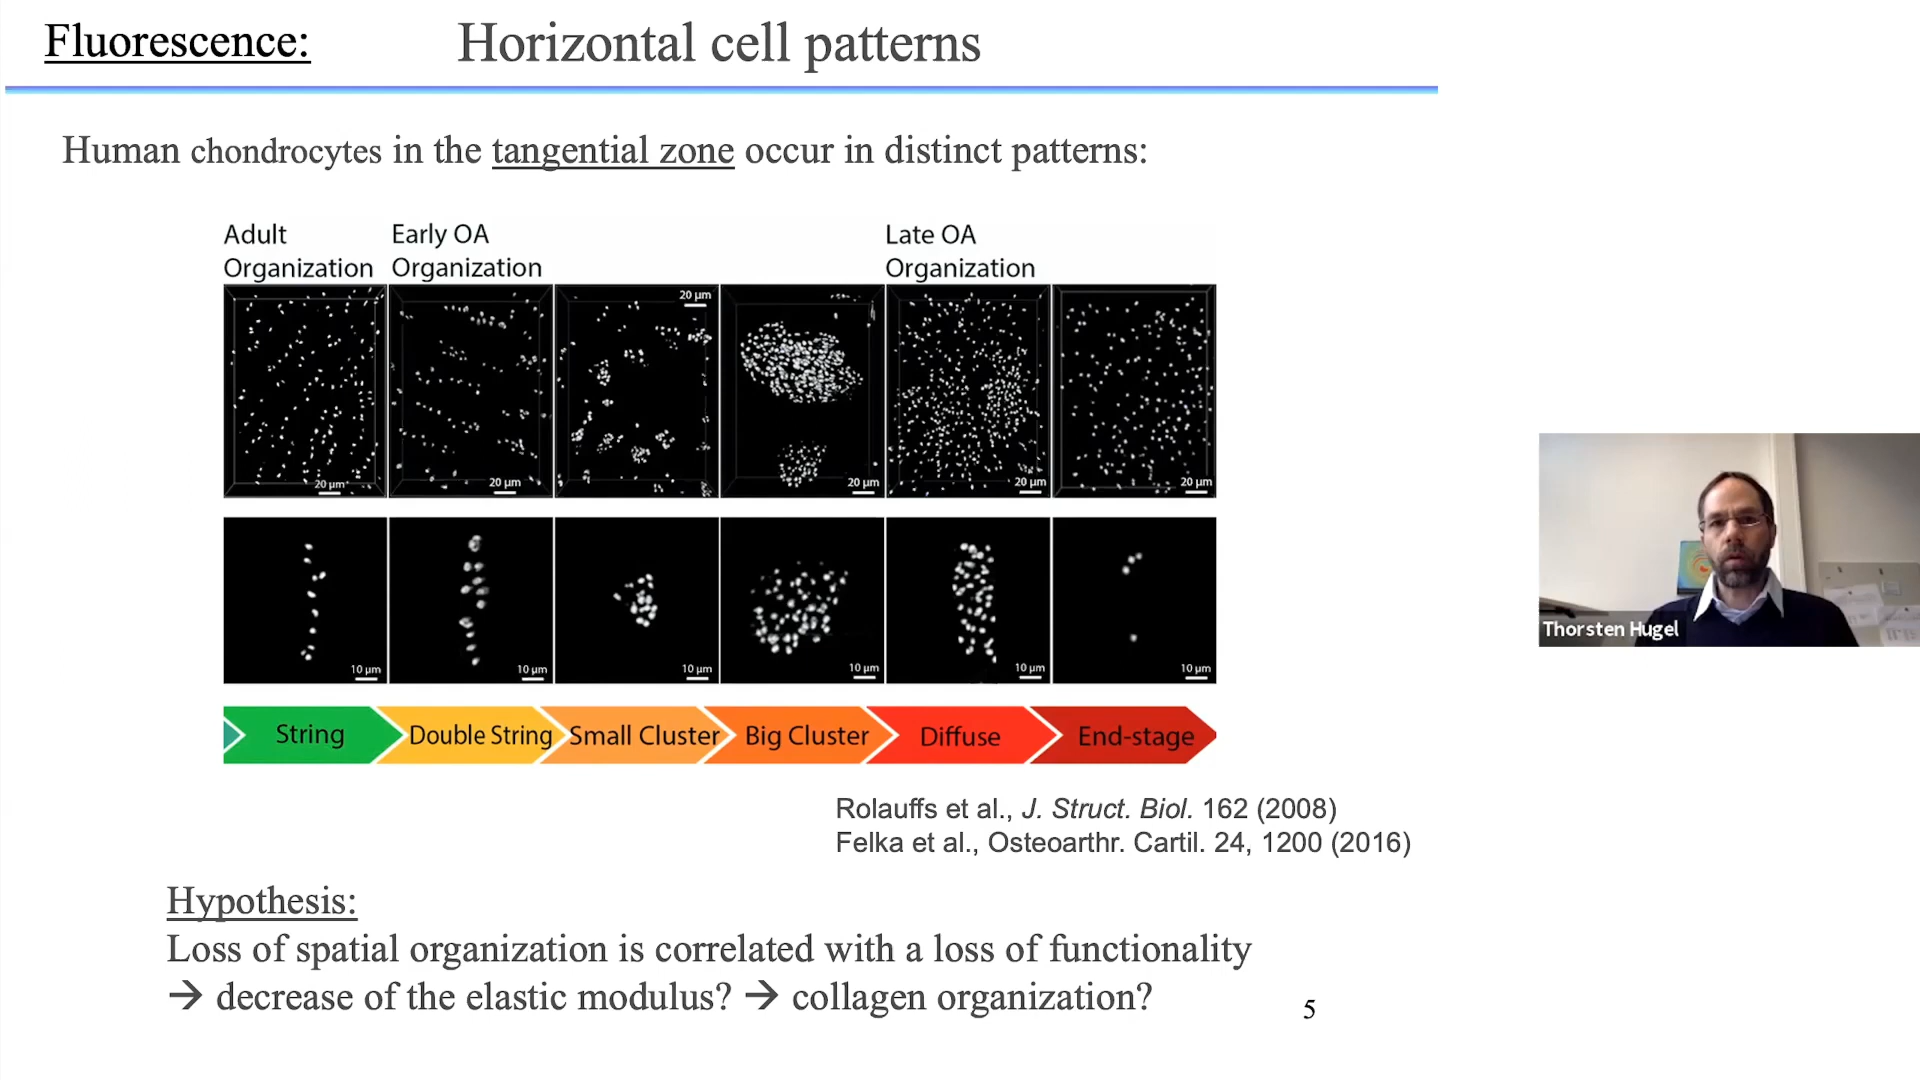 Fluorescence: Horizontal cell patterns
Human chondrocytes in the tangential zone occur in distinct patterns:
Adult
Organization
Early OA
Organization
Late OA
Organization
20 µm
20 µm
20 µm
20 µm
20 µm
20 µm
10 µm
10 µm
10 µm
10 µm
10 µm
10 µm
String
Double String
Small Cluster
Big Cluster
Diffuse
End-stage
Rolauffs et al., J. Struct. Biol. 162 (2008)
Felka et al., Osteoarthr. Cartil. 24, 1200 (2016)
Hypothesis:
Loss of spatial organization is correlated with a loss of functionality
→ decrease of the elastic modulus? → collagen organization?
5
Thorsten Hugel